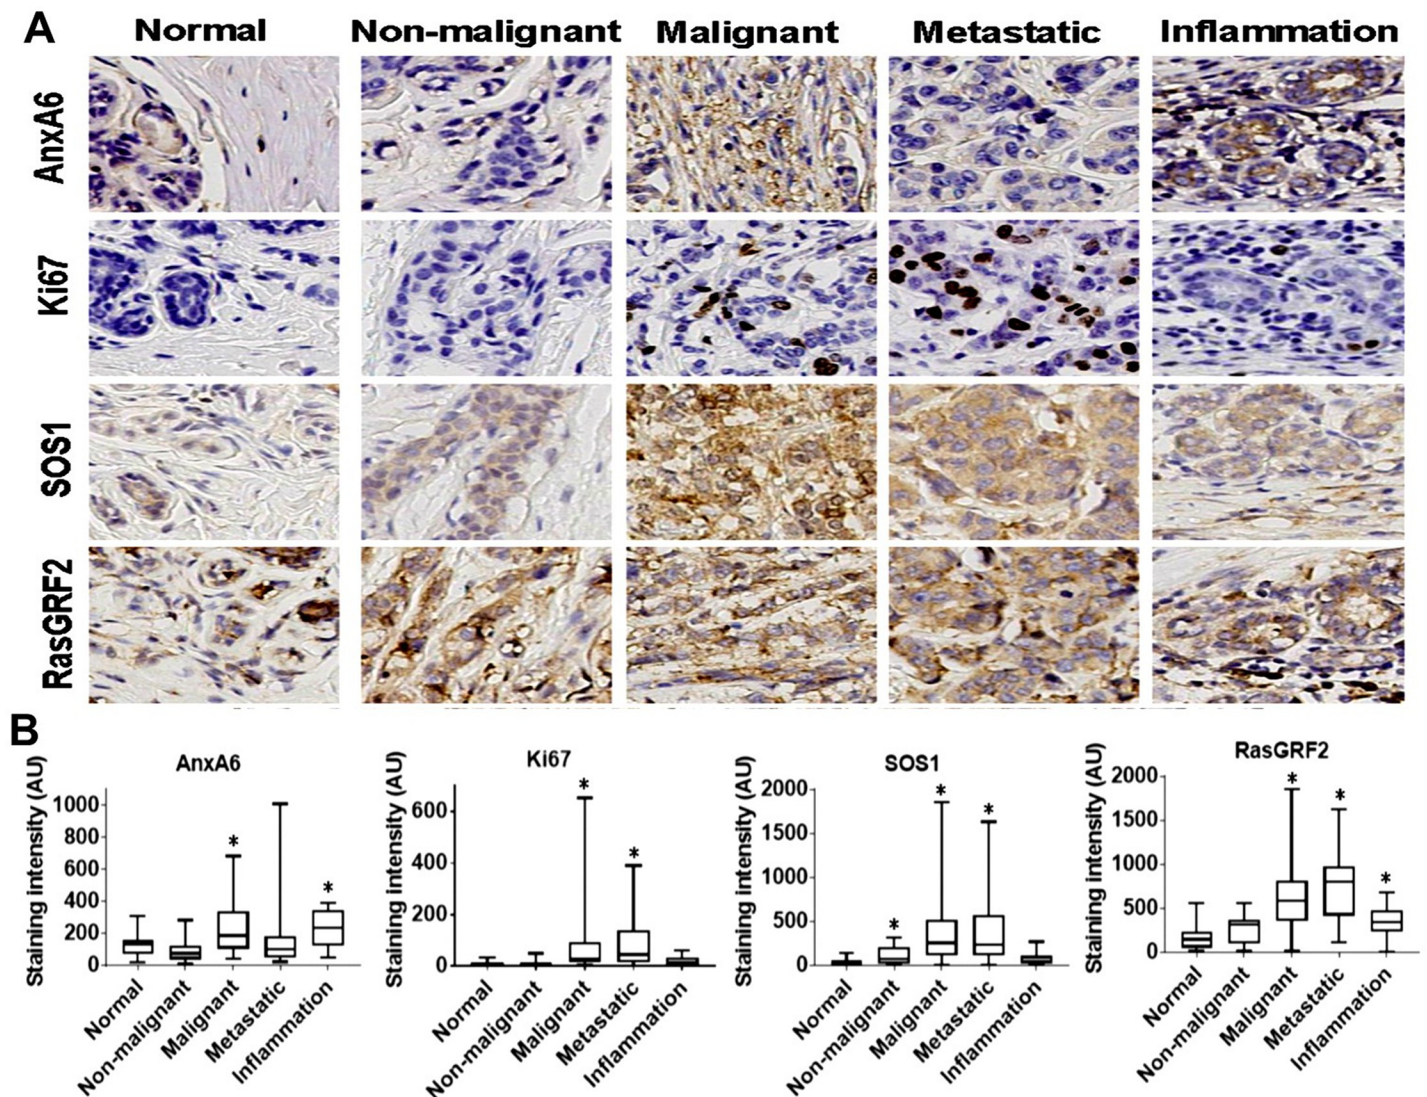 A
Normal Non-malignant Malignant Metastatic Inflammation
AnxA6
Ki67
SOS1
RasGRF2
B
AnxA6
Staining intensity (AU)
1000
800
600
400
200
0
Normal
Non-malignant
Malignant
Metastatic
Inflammation
*
*
Ki67
Staining intensity (AU)
600
400
200
0
Normal
Non-malignant
Malignant
Metastatic
Inflammation
*
*
SOS1
Staining intensity (AU)
2000
1500
1000
500
0
Normal
Non-malignant
Malignant
Metastatic
Inflammation
*
*
*
RasGRF2
Staining intensity (AU)
2000
1500
1000
500
0
Normal
Non-malignant
Malignant
Metastatic
Inflammation
*
*
*